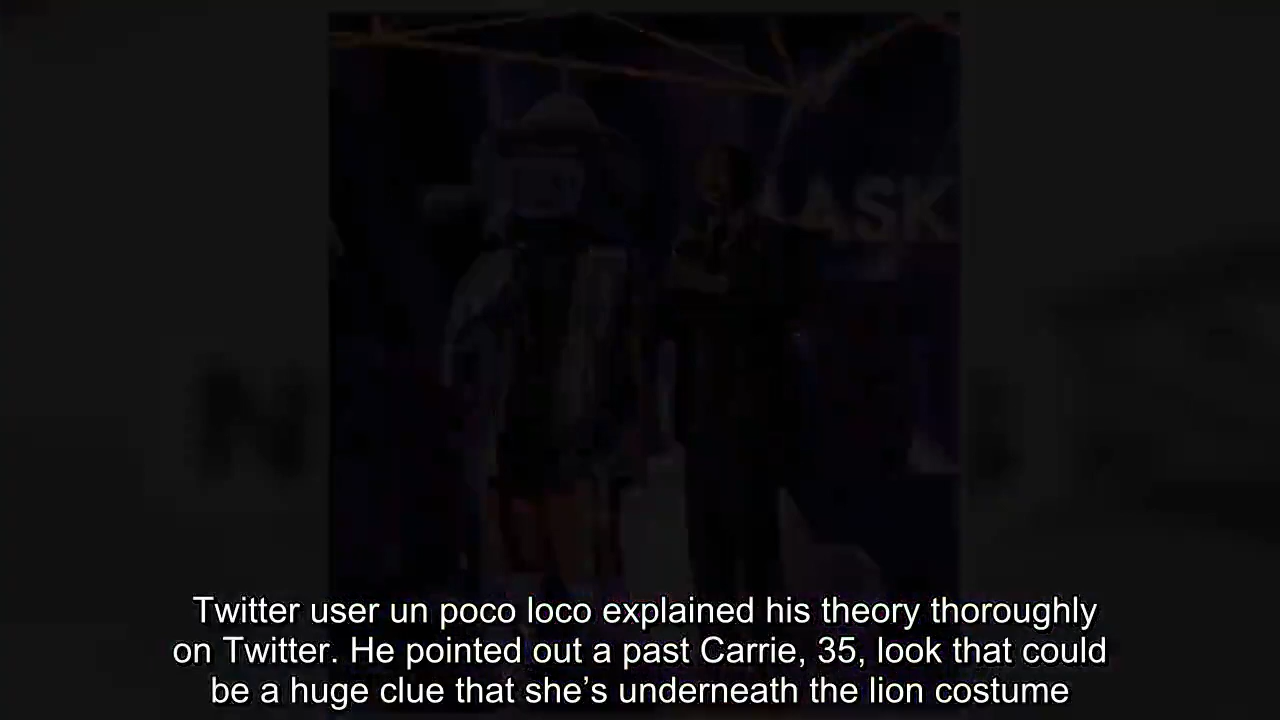 ASK
N
Twitter user un poco loco explained his theory thoroughly
on Twitter. He pointed out a past Carrie, 35, look that could
be a huge clue that she’s underneath the lion costume